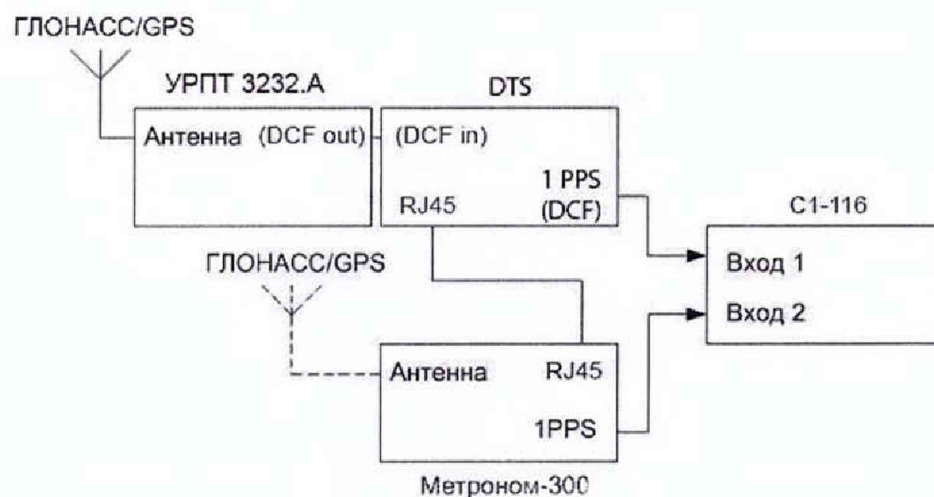 ГЛОНАСС/GPS
УРПТ 3232.А
DTS
Антенна (DCF out)
(DCF in)
1 PPS
(DCF)
RJ45
С1-116
Вход 1
Вход 2
ГЛОНАСС/GPS
Антенна
RJ45
1PPS
Метроном-300